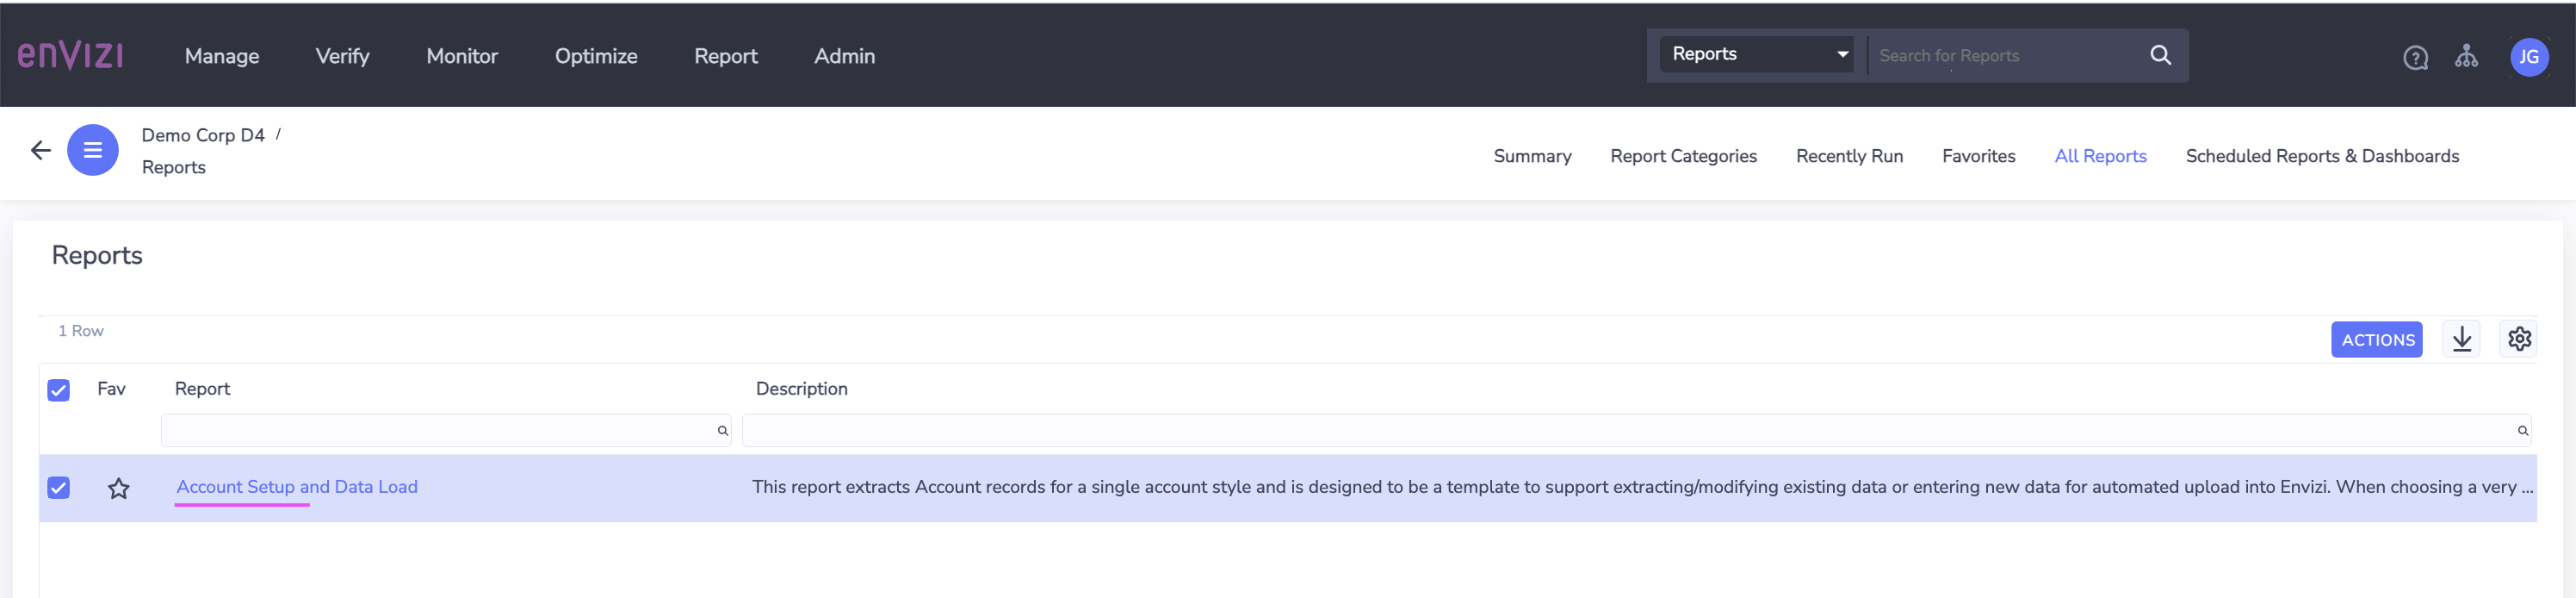 enVizi Manage Verify Monitor Optimize Report Admin Reports Search for Reports ? JG
Demo Corp D4 /
Reports
Summary Report Categories Recently Run Favorites All Reports Scheduled Reports & Dashboards
Reports
1 Row
ACTIONS
Fav Report Description
Account Setup and Data Load This report extracts Account records for a single account style and is designed to be a template to support extracting/modifying existing data or entering new data for automated upload into Envizi. When choosing a very ...